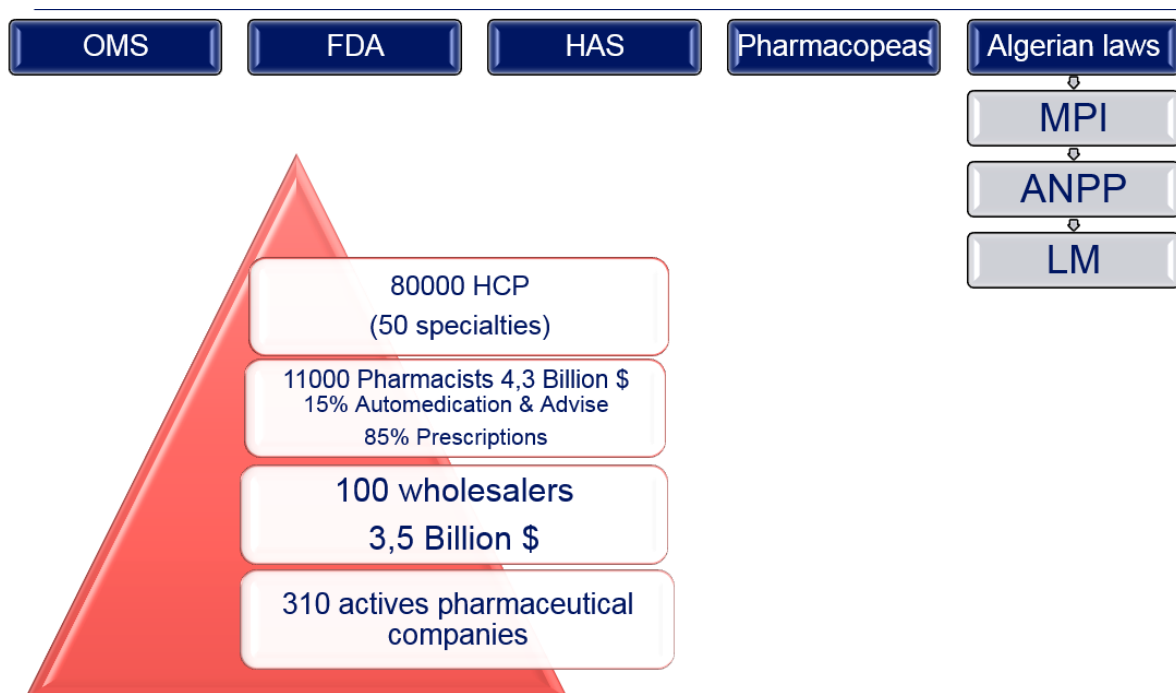 OMS
FDA
HAS
Pharmacopeas
Algerian laws
MPI
ANPP
LM
80000 HCP
(50 specialties)
11000 Pharmacists 4,3 Billion $
15% Automedication & Advise
85% Prescriptions
100 wholesalers
3,5 Billion $
310 actives pharmaceutical
companies